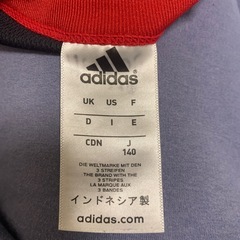 adidas
UK US F
D I E
CDN J
140
DIE WELTMARKE MIT DEN
3 STREIFEN
THE BRAND WITH THE
3 STRIPES
LA MARQUE AUX
3 BANDES
インドネシア製
adidas.com